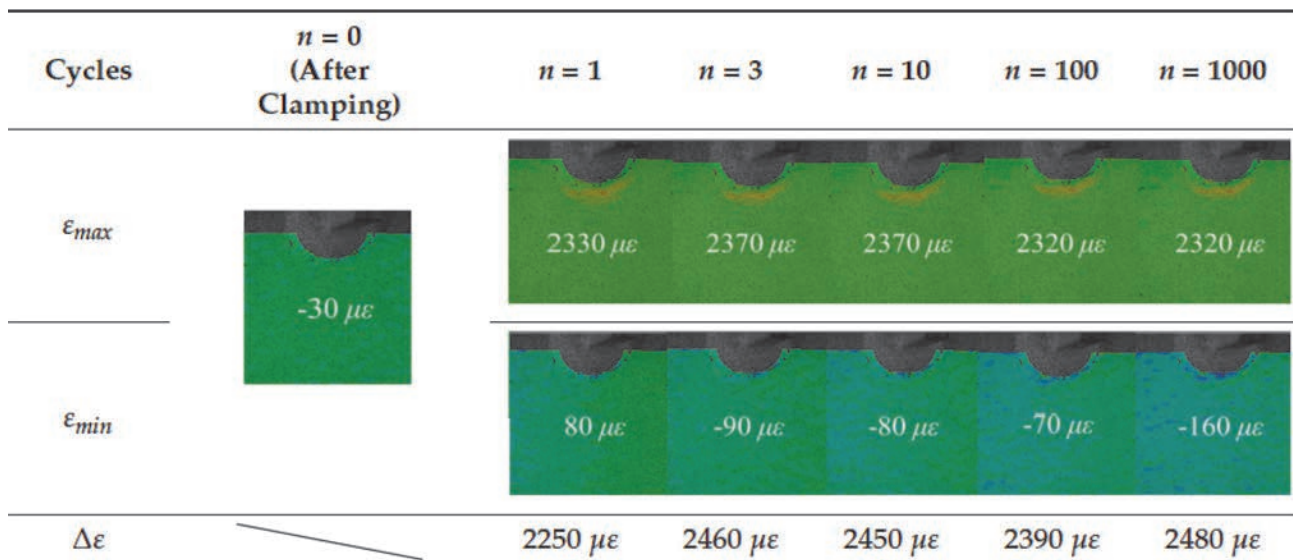 Cycles
n = 0
(After
Clamping)
n = 1
n = 3
n = 10
n = 100
n = 1000
εmax
-30 με
2330 με
2370 με
2370 με
2320 με
2320 με
εmin
80 με
-90 με
-80 με
-70 με
-160 με
Δε
2250 με
2460 με
2450 με
2390 με
2480 με